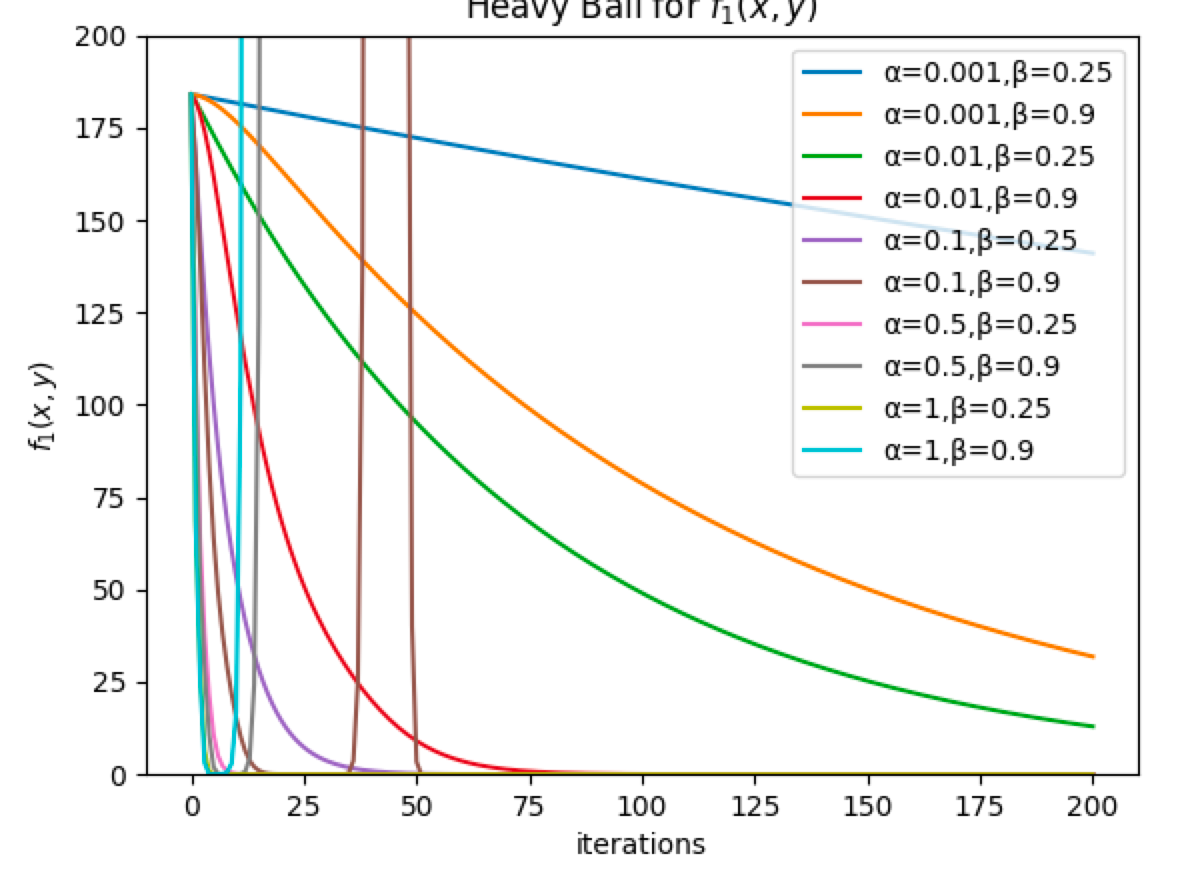 Heavy Ball for f₁(x, y)
200
175
150
125
100
75
50
25
0
f₁(x, y)
α=0.001,β=0.25
α=0.001,β=0.9
α=0.01,β=0.25
α=0.01,β=0.9
α=0.1,β=0.25
α=0.1,β=0.9
α=0.5,β=0.25
α=0.5,β=0.9
α=1,β=0.25
α=1,β=0.9
0 25 50 75 100 125 150 175 200
iterations